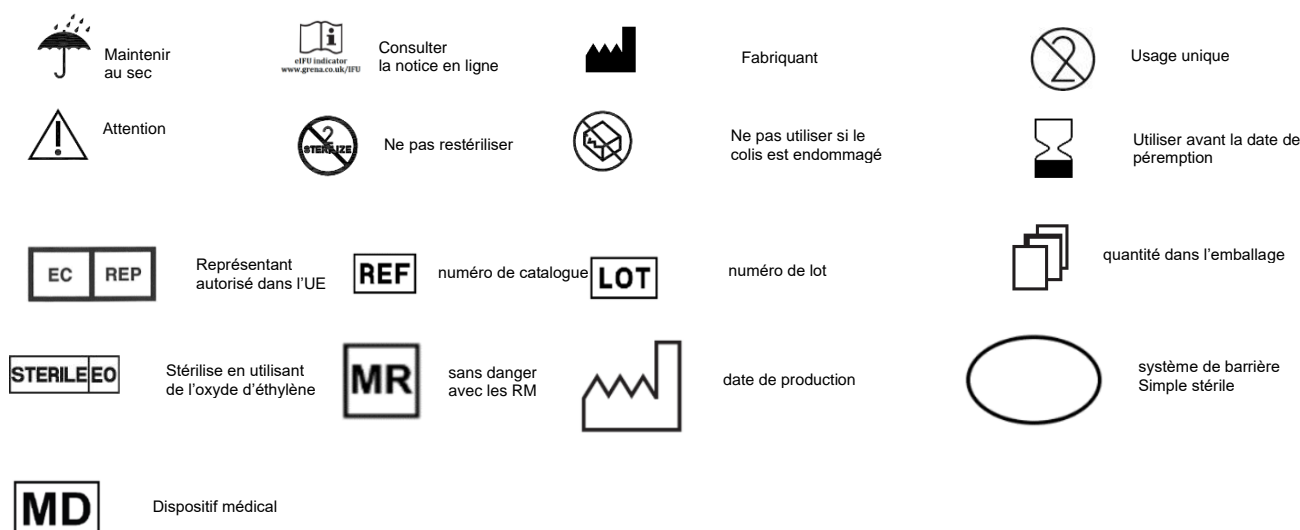 Maintenir
au sec
i
eIFU indicator
www.grena.co.uk/IFU
Consulter
la notice en ligne
Fabriquant
2
Usage unique
!
Attention
2
STERILIZE
Ne pas restériliser
Ne pas utiliser si le
colis est endommagé
Utiliser avant la date de
péremption
EC REP
Représentant
autorisé dans l'UE
REF
numéro de catalogue
LOT
numéro de lot
quantité dans l'emballage
STERILE EO
Stérilise en utilisant
de l'oxyde d'éthylène
MR
sans danger
avec les RM
date de production
système de barrière
Simple stérile
MD
Dispositif médical